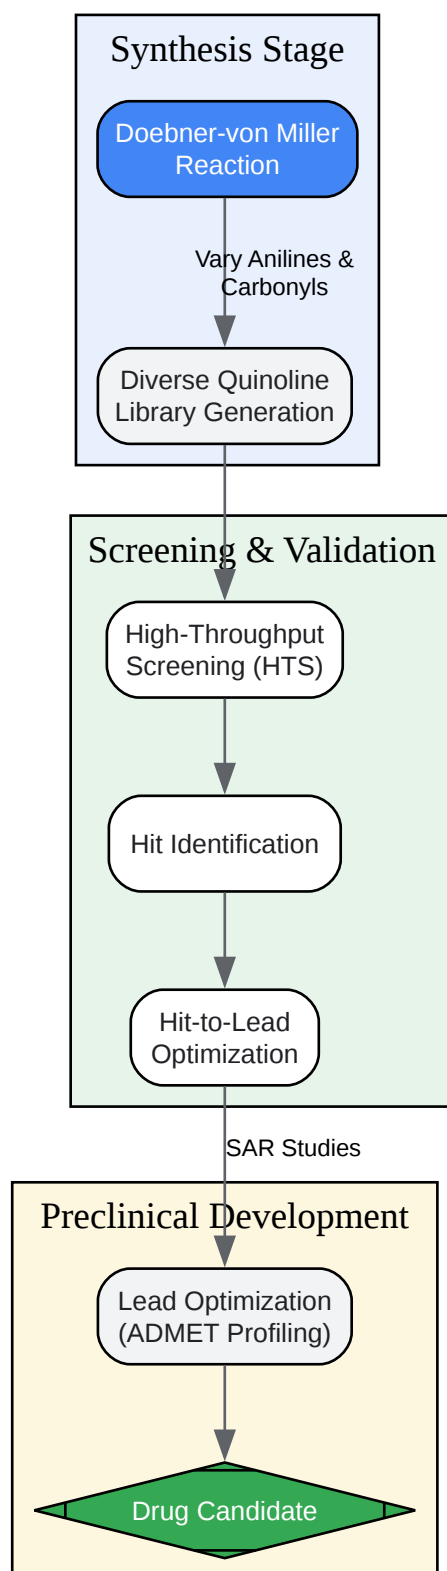 Synthesis Stage
Doebner-von Miller
Reaction
Vary Anilines &
Carbonyls
Diverse Quinoline
Library Generation
Screening & Validation
High-Throughput
Screening (HTS)
Hit Identification
Hit-to-Lead
Optimization
SAR Studies
Preclinical Development
Lead Optimization
(ADMET Profiling)
Drug Candidate